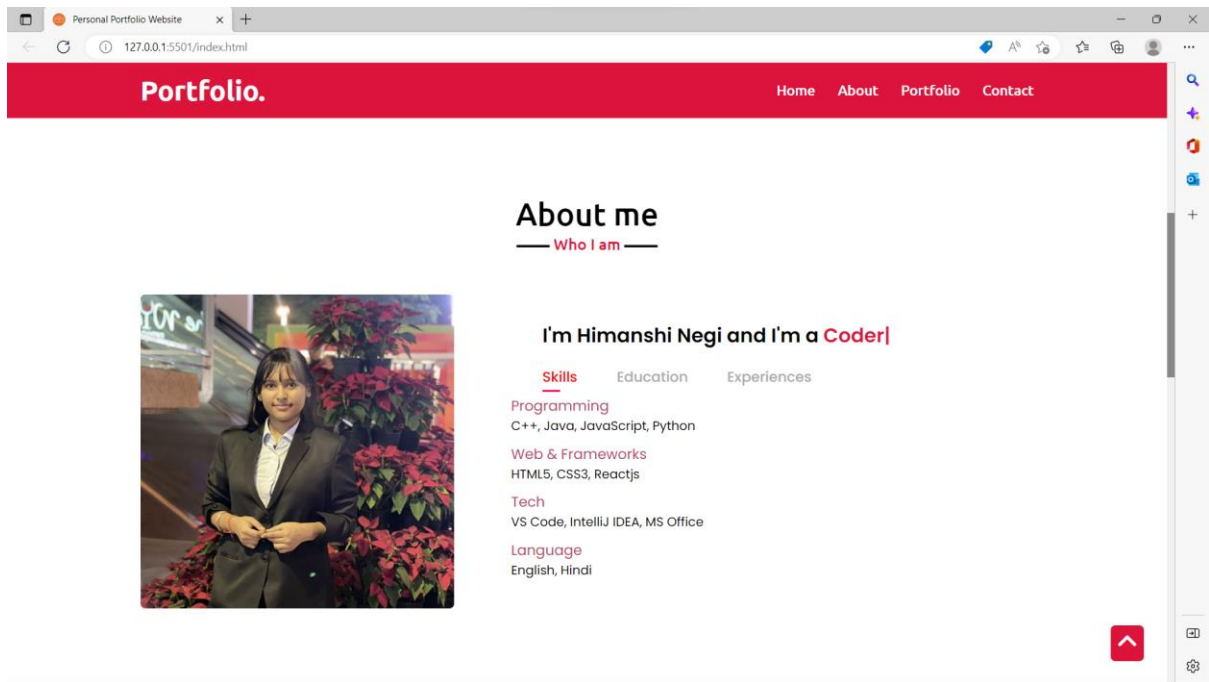 Personal Portfolio Website
127.0.0.1:5501/index.html
Portfolio.
Home About Portfolio Contact
About me
Who I am
I'm Himanshi Negi and I'm a Coder|
Skills Education Experiences
Programming
C++, Java, JavaScript, Python
Web & Frameworks
HTML5, CSS3, Reactjs
Tech
VS Code, IntelliJ IDEA, MS Office
Language
English, Hindi